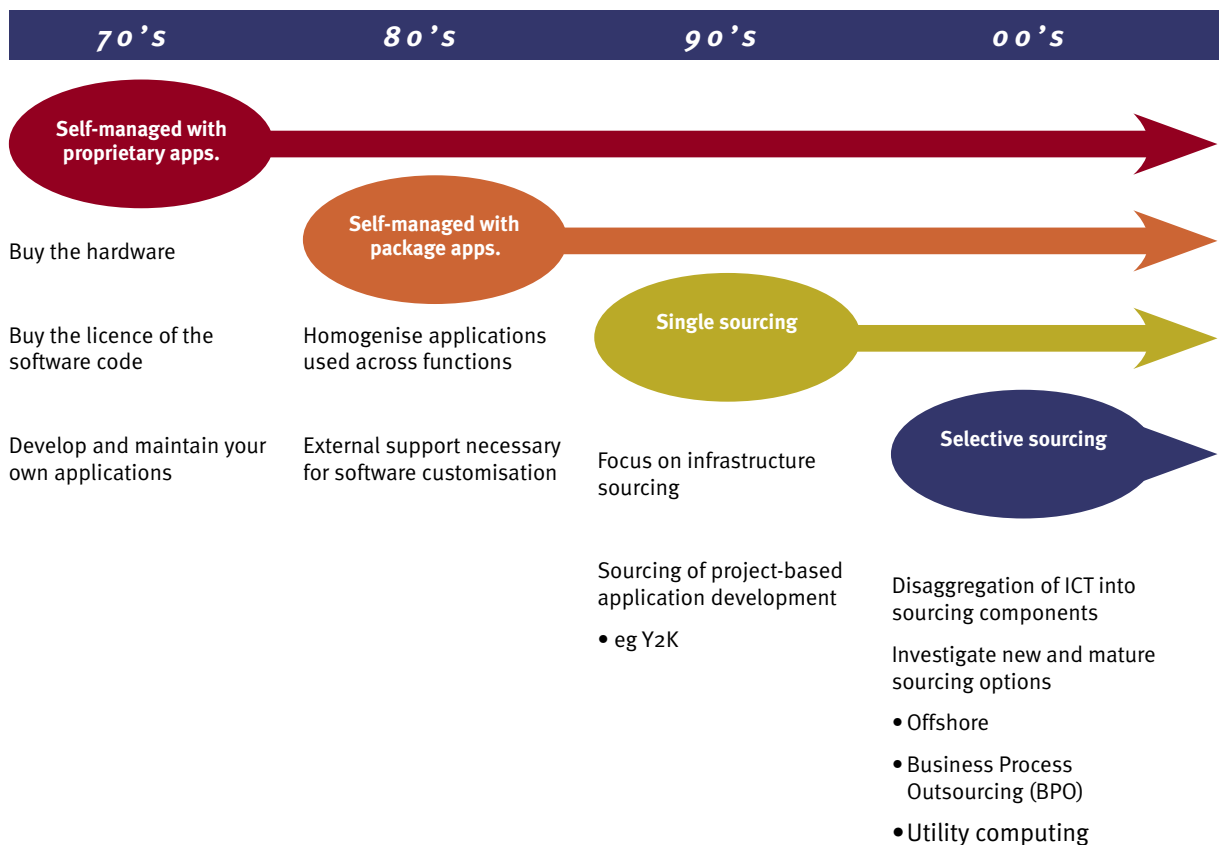 70's 80's 90's 00's
Self-managed with
proprietary apps.
Buy the hardware
Buy the licence of the
software code
Develop and maintain your
own applications
Self-managed with
package apps.
Homogenise applications
used across functions
External support necessary
for software customisation
Single sourcing
Focus on infrastructure
sourcing
Sourcing of project-based
application development
• eg Y2K
Selective sourcing
Disaggregation of ICT into
sourcing components
Investigate new and mature
sourcing options
• Offshore
• Business Process
Outsourcing (BPO)
• Utility computing